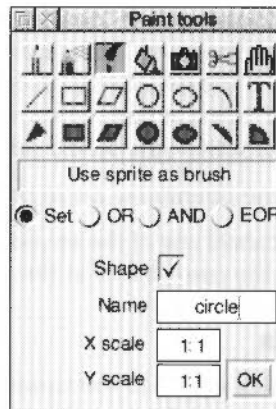 Paint tools
T
Use sprite as brush
Set OR AND EOR
Shape
Name circle
X scale 1:1
Y scale 1:1 OK